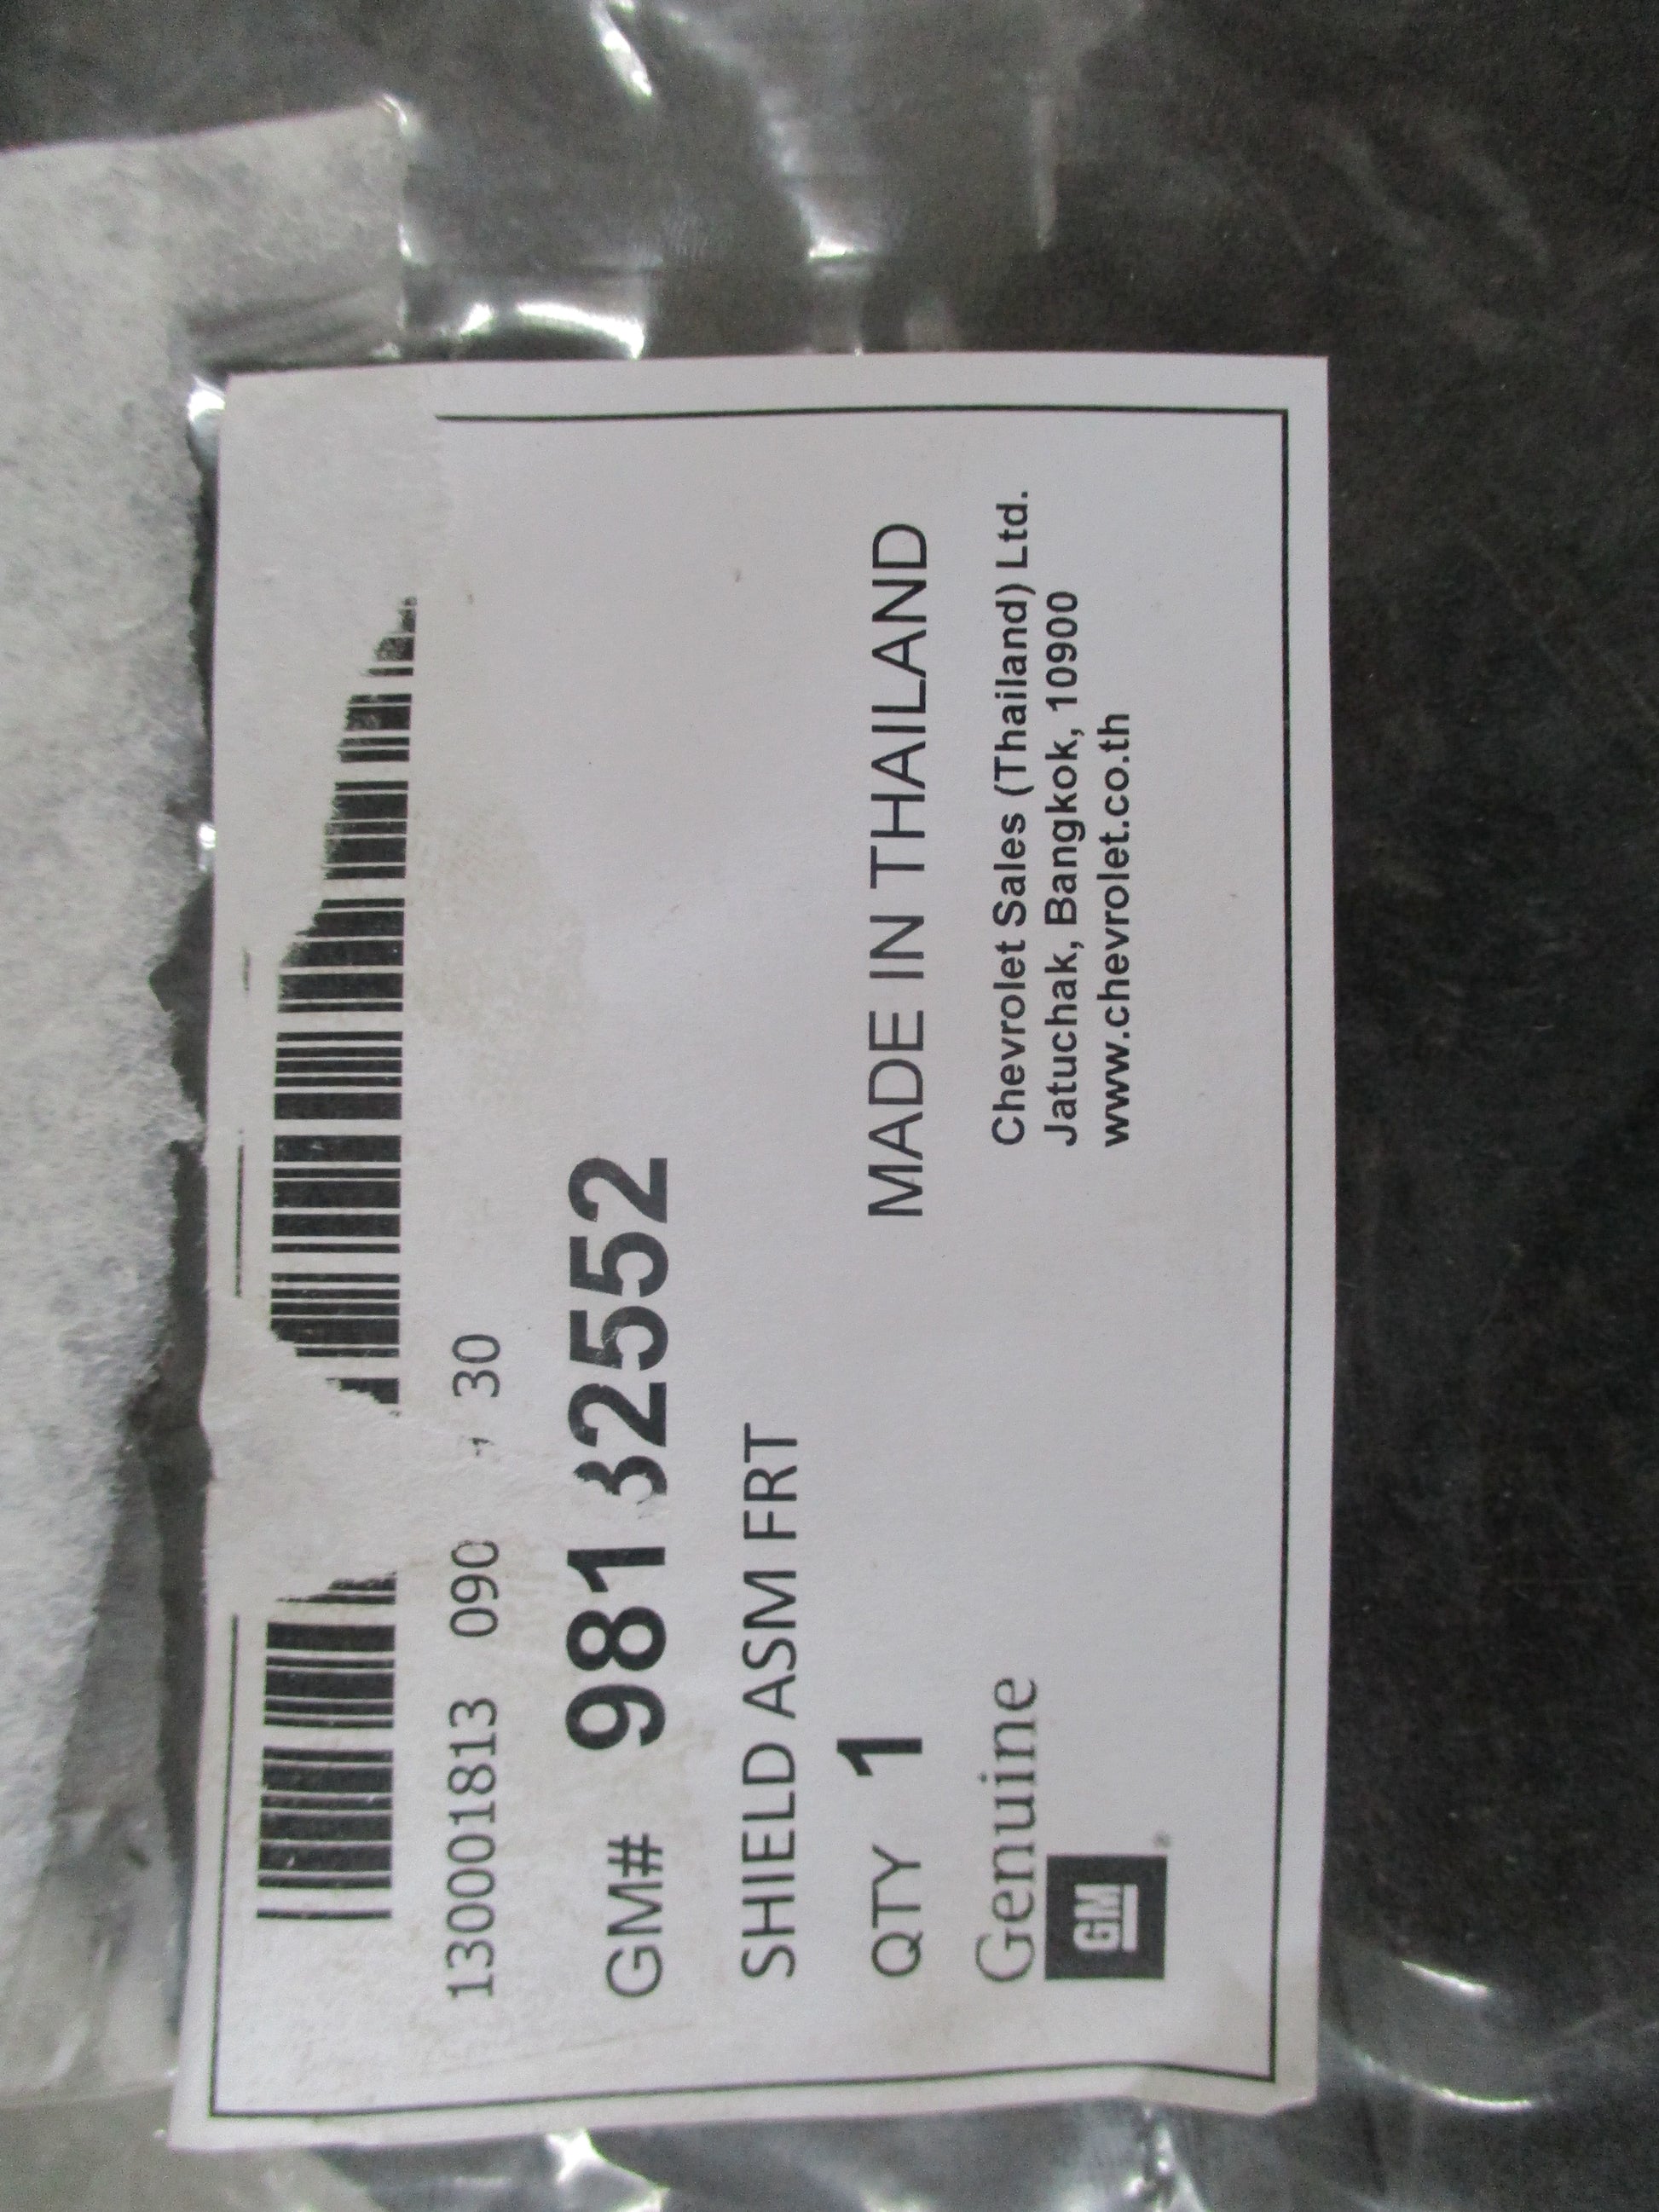 130001813 090 30
GM# 98132552
SHIELD ASM FRT
QTY 1
MADE IN THAILAND
Genuine
GM
Chevrolet Sales (Thailand) Ltd.
Jatuchak, Bangkok, 10900
www.chevrolet.co.th